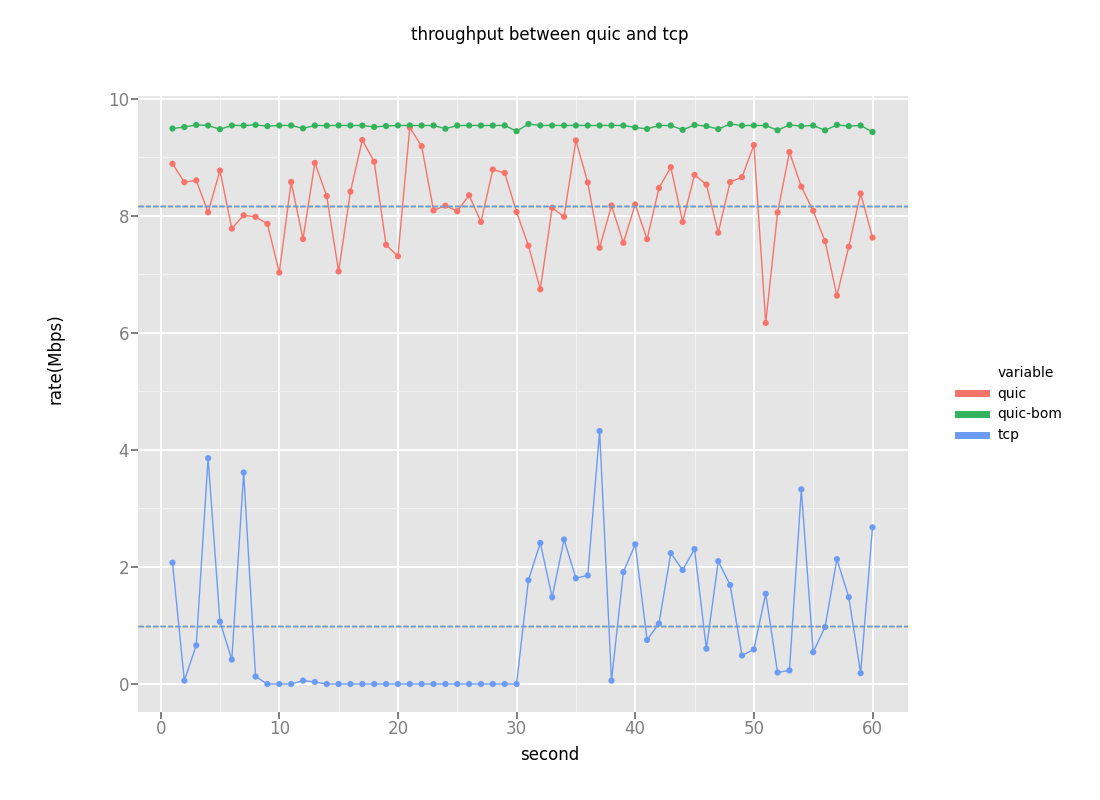 throughput between quic and tcp
rate(Mbps)
10
8
6
4
2
0
0 10 20 30 40 50 60
second
variable
quic
quic-bom
tcp